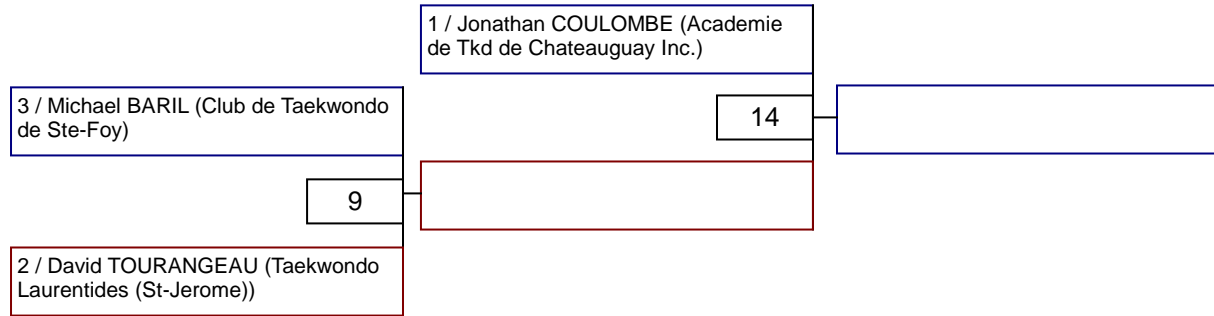 1 / Jonathan COULOMBE (Academie
de Tkd de Chateauguay Inc.)
3 / Michael BARIL (Club de Taekwondo
de Ste-Foy)
14
9
2 / David TOURANGEAU (Taekwondo
Laurentides (St-Jerome))